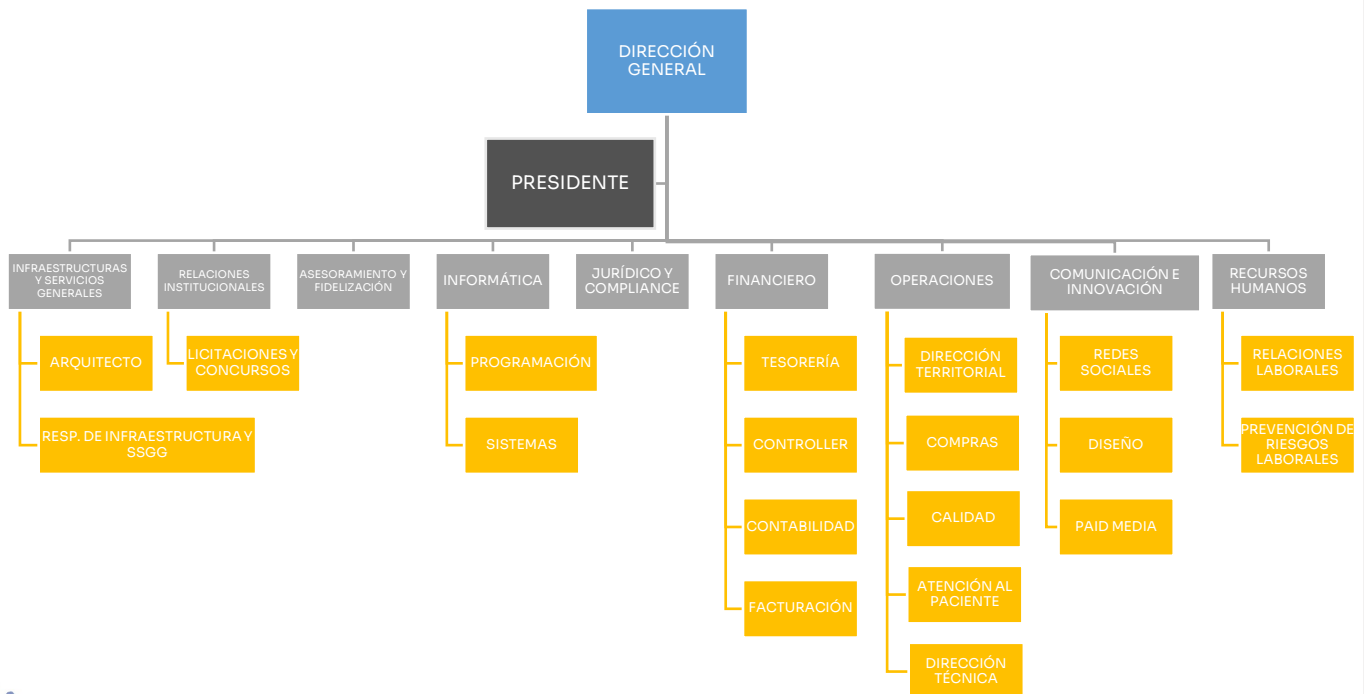 DIRECCIÓN
GENERAL
PRESIDENTE
INFRAESTRUCTURAS
Y SERVICIOS
GENERALES
RELACIONES
INSTITUCIONALES
ASESORAMIENTO Y
FIDELIZACIÓN
INFORMÁTICA
JURÍDICO Y
COMPLIANCE
FINANCIERO
OPERACIONES
COMUNICACIÓN E
INNOVACIÓN
RECURSOS
HUMANOS
ARQUITECTO
LICITACIONES Y
CONCURSOS
PROGRAMACIÓN
TESORERÍA
DIRECCIÓN
TERRITORIAL
REDES
SOCIALES
RELACIONES
LABORALES
RESP. DE INFRAESTRUCTURA Y
SSGG
SISTEMAS
CONTROLLER
COMPRAS
DISEÑO
PREVENCIÓN DE
RIESGOS
LABORALES
CONTABILIDAD
CALIDAD
PAID MEDIA
FACTURACIÓN
ATENCIÓN AL
PACIENTE
DIRECCIÓN
TÉCNICA